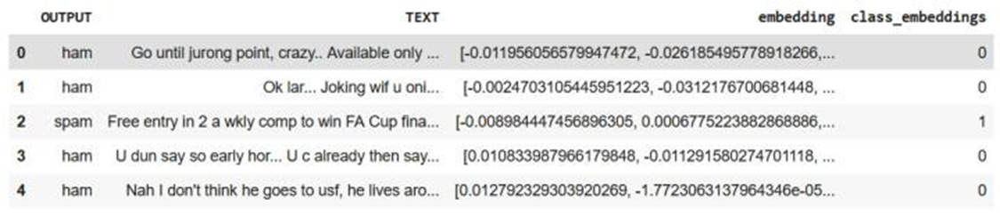 OUTPUT TEXT embedding class_embeddings
0 ham Go until jurong point, crazy.. Available only ... [-0.011956056579947472, -0.026185495778918266,... 0
1 ham Ok lar... Joking wif u oni... [-0.0024703105445951223, -0.0312176700681448, ... 0
2 spam Free entry in 2 a wkly comp to win FA Cup fina... [-0.008984447456896305, 0.0006775223882868886,... 1
3 ham U dun say so early hor... U c already then say... [0.010833987966179848, -0.011291580274701118, ... 0
4 ham Nah I don't think he goes to usf, he lives aro... [0.012792329303920269, -1.7723063137964346e-05... 0